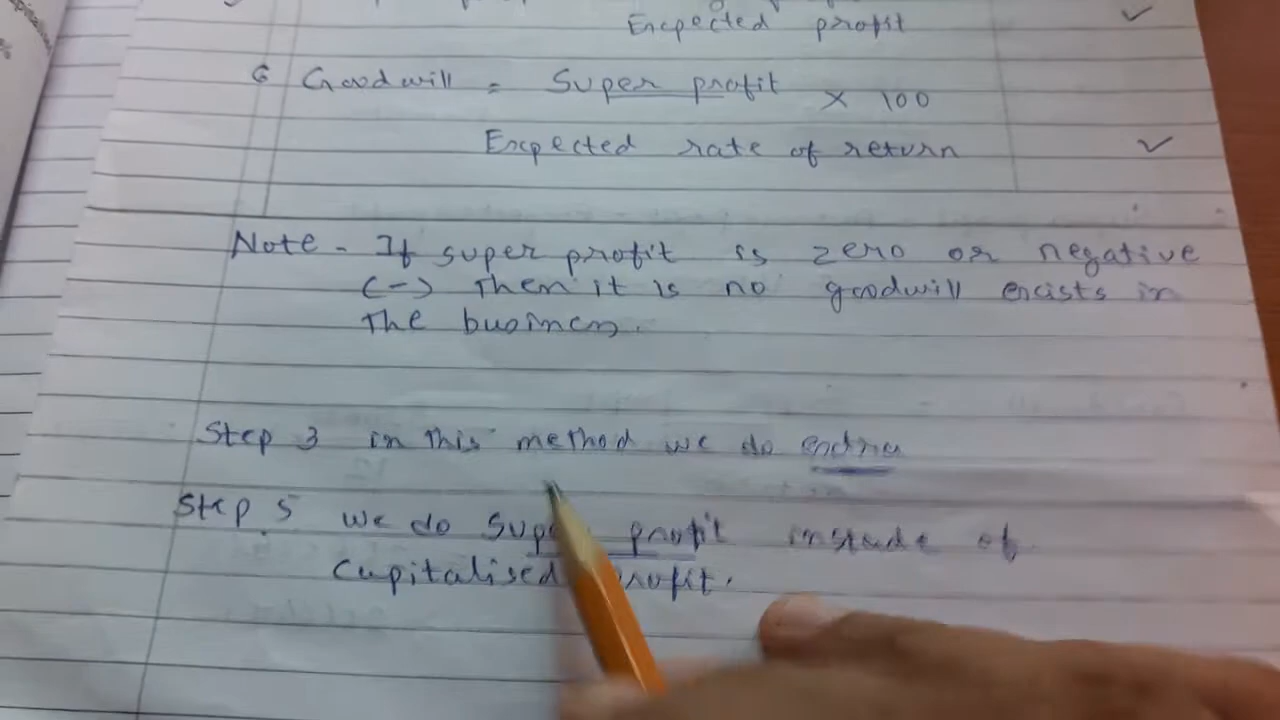 Expected profit
6 Goodwill = Super profit × 100
Expected rate of return
Note - If super profit is zero or negative
(-) Then it is no goodwill exists in
The business.
Step 3 in this method we do extra
Step 5 We do Super profit instade of
Capitalised profit.